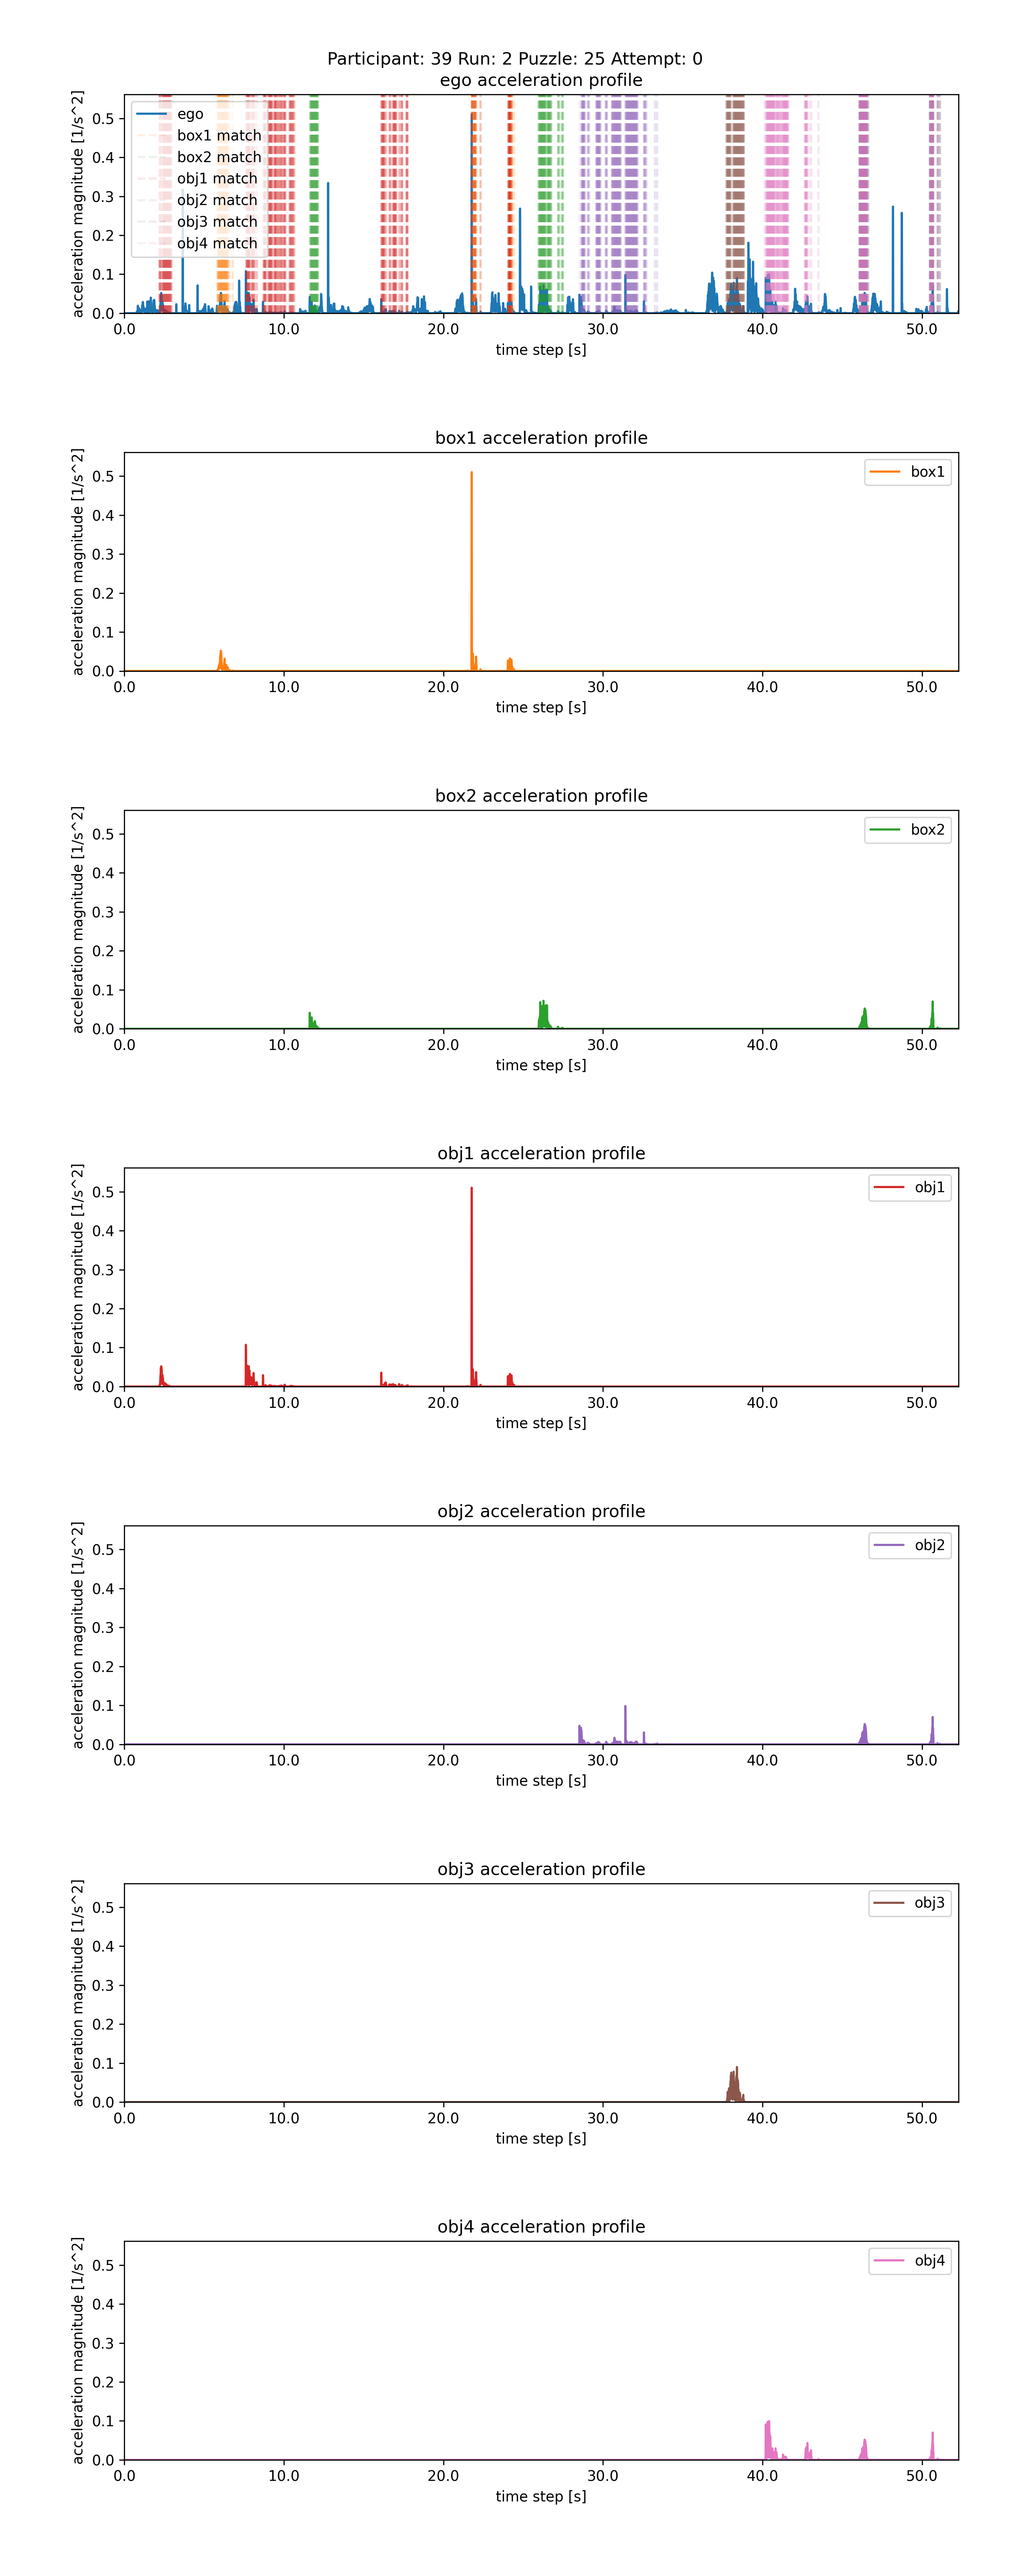 Participant: 39 Run: 2 Puzzle: 25 Attempt: 0
ego acceleration profile
acceleration magnitude [1/s^2]
0.5
0.4
0.3
0.2
0.1
0.0
ego
box1 match
box2 match
obj1 match
obj2 match
obj3 match
obj4 match
0.0 10.0 20.0 30.0 40.0 50.0
time step [s]
box1 acceleration profile
acceleration magnitude [1/s^2]
0.5
0.4
0.3
0.2
0.1
0.0
box1
0.0 10.0 20.0 30.0 40.0 50.0
time step [s]
box2 acceleration profile
acceleration magnitude [1/s^2]
0.5
0.4
0.3
0.2
0.1
0.0
box2
0.0 10.0 20.0 30.0 40.0 50.0
time step [s]
obj1 acceleration profile
acceleration magnitude [1/s^2]
0.5
0.4
0.3
0.2
0.1
0.0
obj1
0.0 10.0 20.0 30.0 40.0 50.0
time step [s]
obj2 acceleration profile
acceleration magnitude [1/s^2]
0.5
0.4
0.3
0.2
0.1
0.0
obj2
0.0 10.0 20.0 30.0 40.0 50.0
time step [s]
obj3 acceleration profile
acceleration magnitude [1/s^2]
0.5
0.4
0.3
0.2
0.1
0.0
obj3
0.0 10.0 20.0 30.0 40.0 50.0
time step [s]
obj4 acceleration profile
acceleration magnitude [1/s^2]
0.5
0.4
0.3
0.2
0.1
0.0
obj4
0.0 10.0 20.0 30.0 40.0 50.0
time step [s]